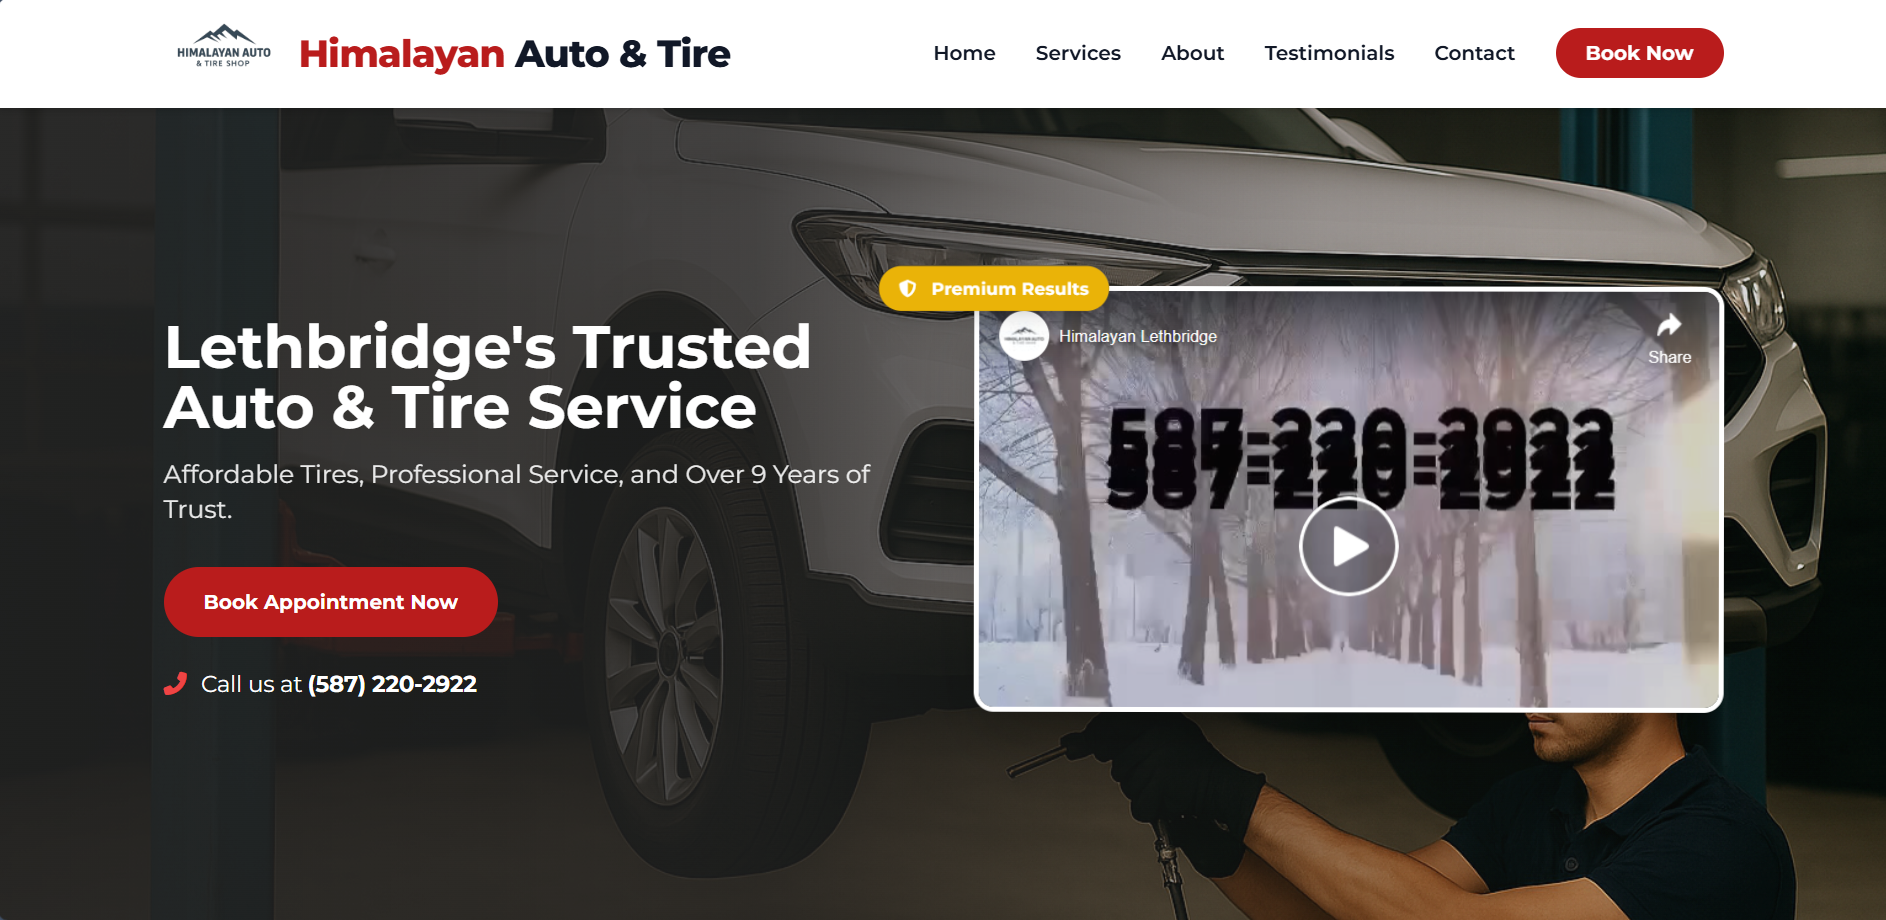 HIMALAYAN AUTO
& TIRE SHOP
Himalayan Auto & Tire
Home
Services
About
Testimonials
Contact
Book Now
Lethbridge's Trusted
Auto & Tire Service
Affordable Tires, Professional Service, and Over 9 Years of
Trust.
Book Appointment Now
Call us at (587) 220-2922
Premium Results
Himalayan Lethbridge
Share
587-220-2922